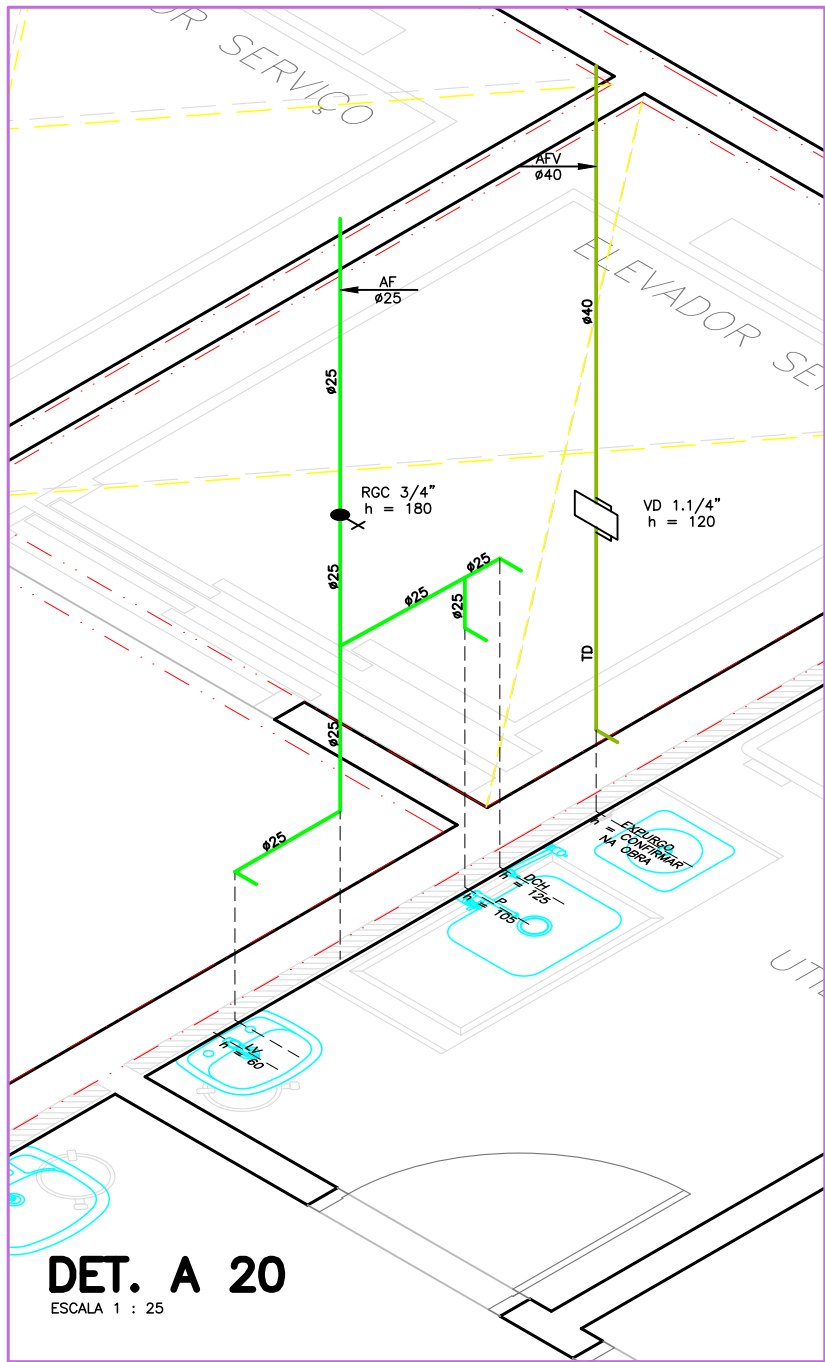 OR SERVIÇO
AFV
ø40
ELEVADOR SER
AF
ø25
ø40
ø25
RGC 3/4"
h = 180
VD 1.1/4"
h = 120
ø25
ø25
ø25
ø25
TD
ø25
ø25
EXPURGO
h = CONFIRMAR
NA OBRA
DCH
h = 125
P
h = 105
UTIL
LV
h = 60
DET. A 20
ESCALA 1 : 25